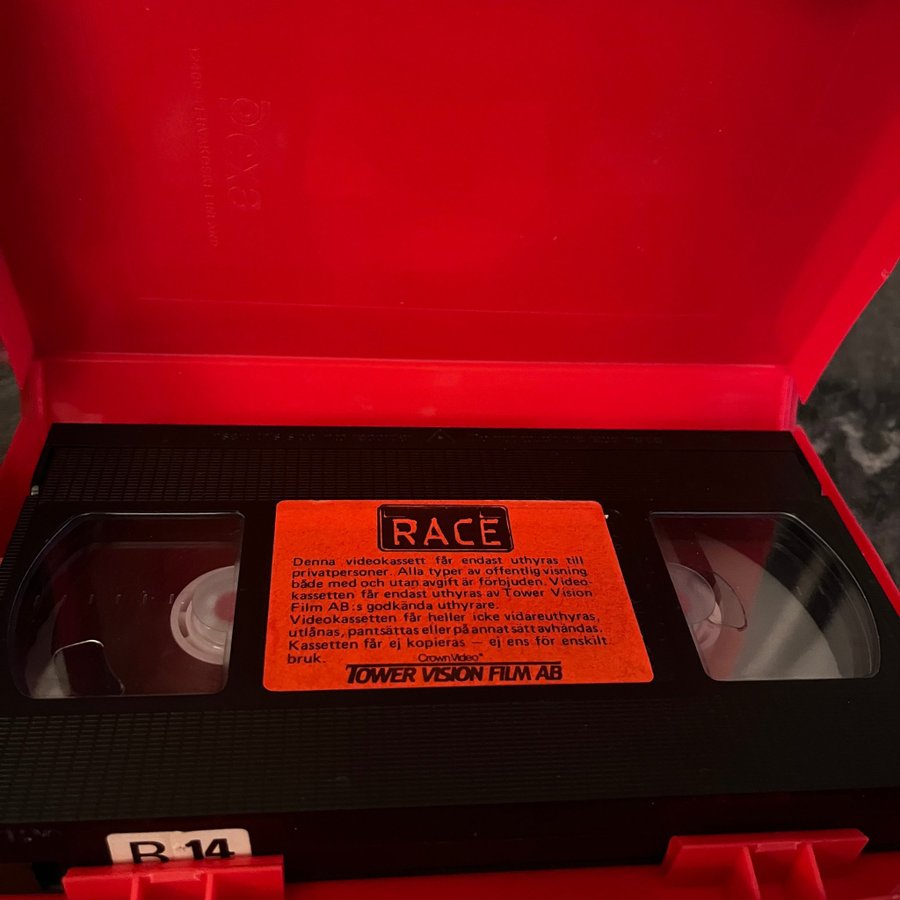 RACE
Denna videokassett får endast uthyras till
privatpersoner. Alla typer av offentlig visning
både med och utan avgift är förbjuden. Video-
kassetten får endast uthyras av Tower Vision
Film AB:s godkända uthyrare.
Videokassetten får heller icke vidareuthyras,
utlånas, pantsättas eller på annat sätt avhändas.
Kassetten får ej kopieras — ej ens för enskilt
bruk.
CrownVideo™
TOWER VISION FILM AB
R 14